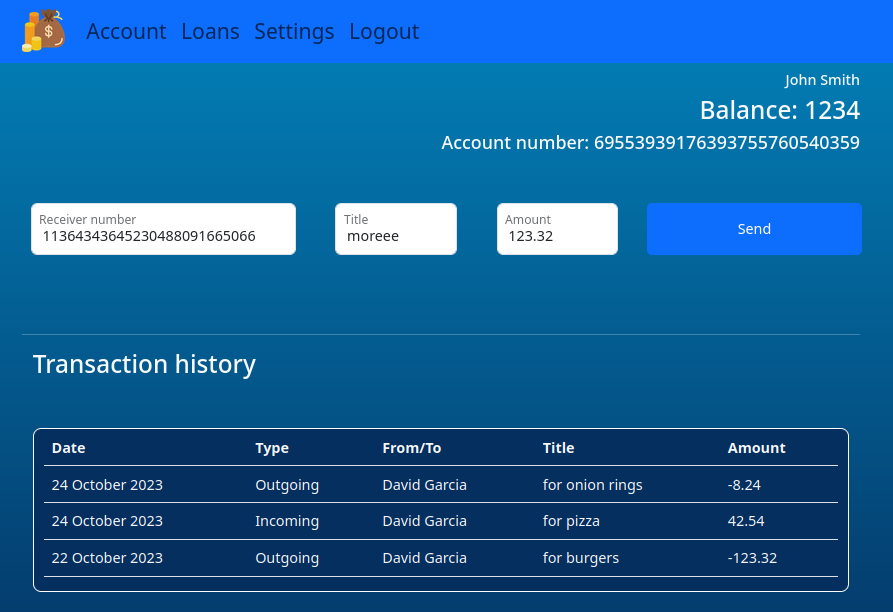 $
Account Loans Settings Logout
John Smith
Balance: 1234
Account number: 69553939176393755760540359
Receiver number Title Amount
11364343645230488091665066 moreee 123.32 Send
Transaction history
Date Type From/To Title Amount
24 October 2023 Outgoing David Garcia for onion rings -8.24
24 October 2023 Incoming David Garcia for pizza 42.54
22 October 2023 Outgoing David Garcia for burgers -123.32